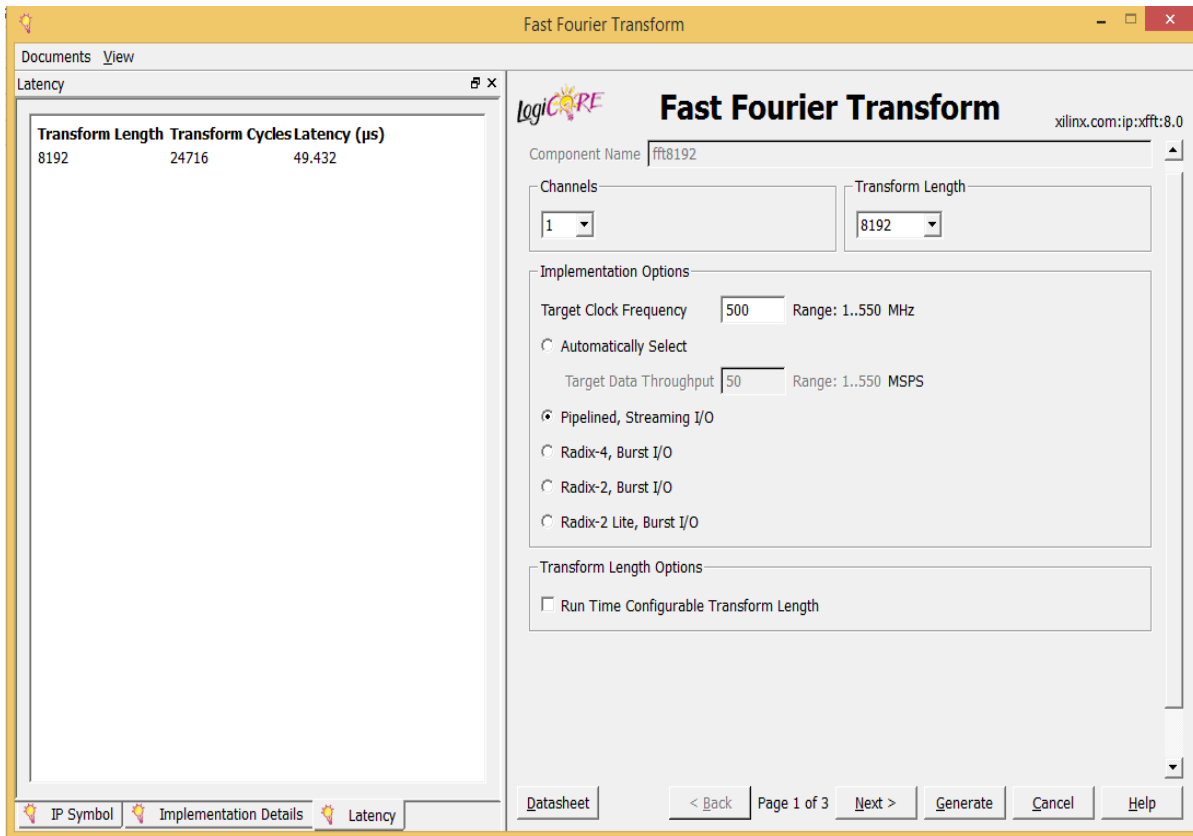 Fast Fourier Transform
Documents View
Latency
Transform Length Transform Cycles Latency (µs)
8192 24716 49.432
IP Symbol Implementation Details Latency
LogiCORE
Fast Fourier Transform
xilinx.com:ip:xfft:8.0
Component Name fft8192
Channels
1
Transform Length
8192
Implementation Options
Target Clock Frequency 500 Range: 1..550 MHz
Automatically Select
Target Data Throughput 50 Range: 1..550 MSPS
Pipelined, Streaming I/O
Radix-4, Burst I/O
Radix-2, Burst I/O
Radix-2 Lite, Burst I/O
Transform Length Options
Run Time Configurable Transform Length
Datasheet < Back Page 1 of 3 Next > Generate Cancel Help